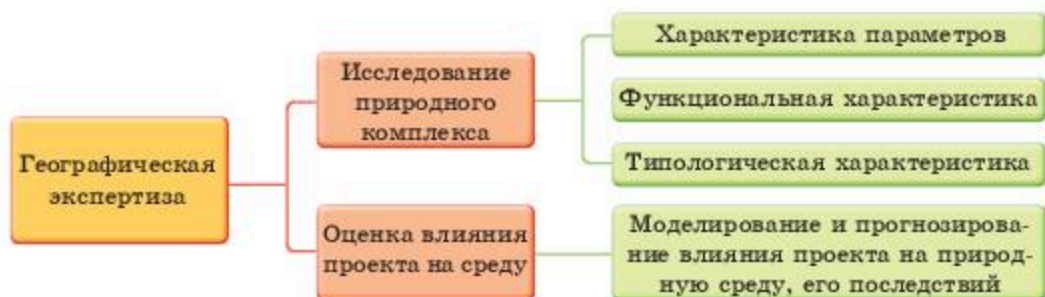 Географическая
экспертиза
Исследование
природного
комплекса
Характеристика параметров
Функциональная характеристика
Типологическая характеристика
Оценка влияния
проекта на среду
Моделирование и прогнозирова-
ние влияния проекта на природ-
ную среду, его последствий